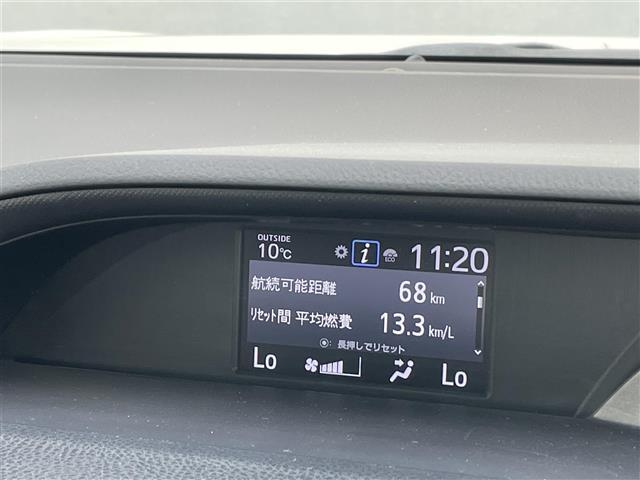 OUTSIDE
10℃ i ECO 11:20
航続可能距離 68 km
ﾘｾｯﾄ間 平均燃費 13.3 km/L
⦿: 長押しでリセット
Lo Lo